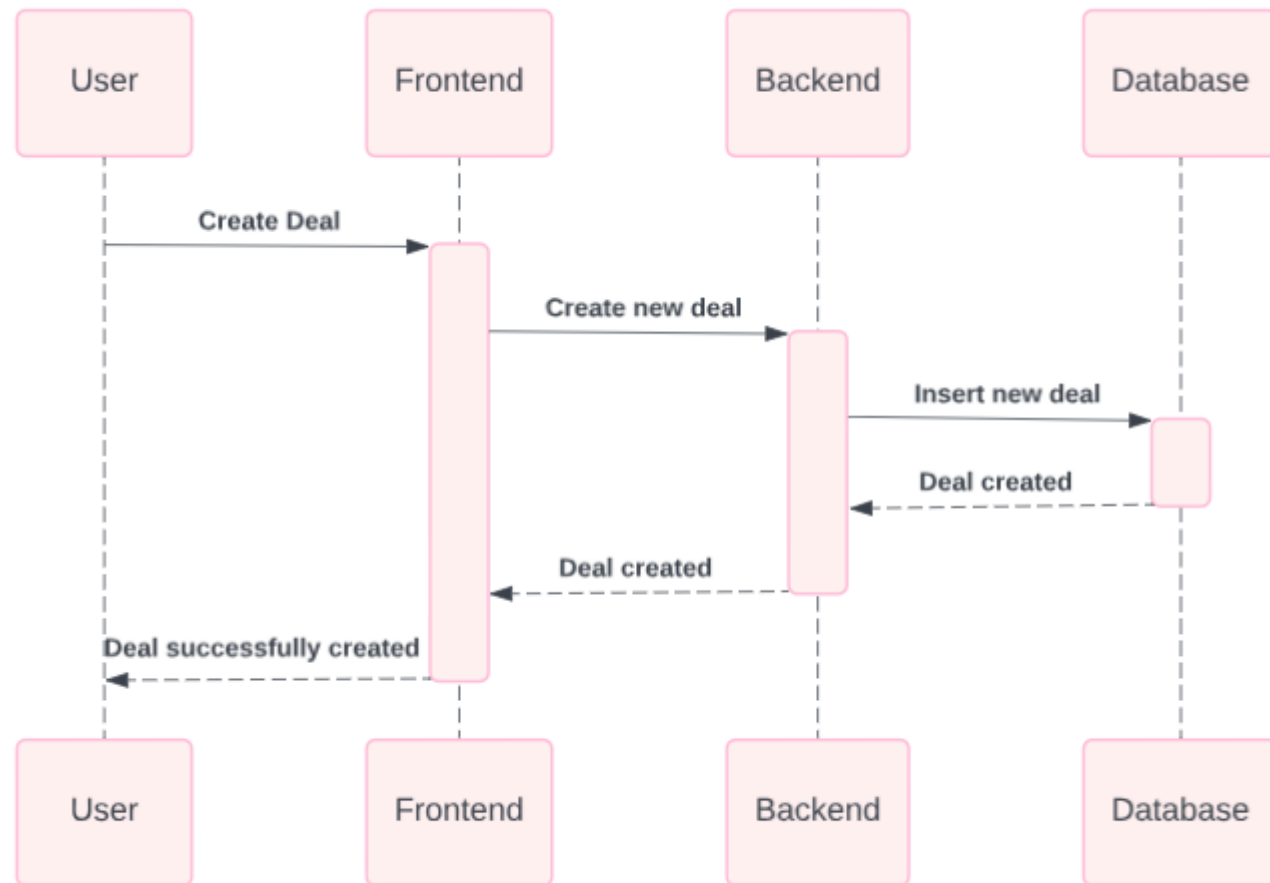 User
Frontend
Backend
Database
Create Deal
Create new deal
Insert new deal
Deal created
Deal created
Deal successfully created
User
Frontend
Backend
Database